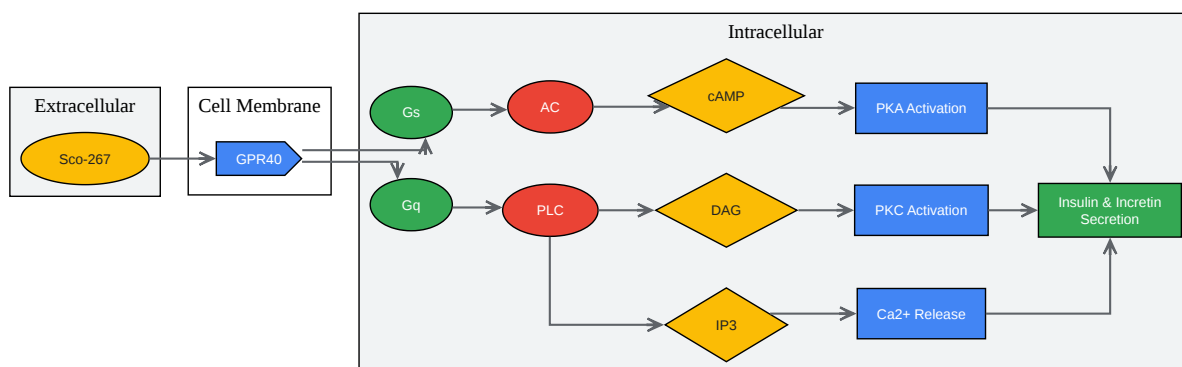 Intracellular
Extracellular
Cell Membrane
Sco-267
GPR40
Gs
AC
cAMP
PKA Activation
Gq
PLC
DAG
PKC Activation
Insulin & Incretin
Secretion
IP3
Ca2+ Release